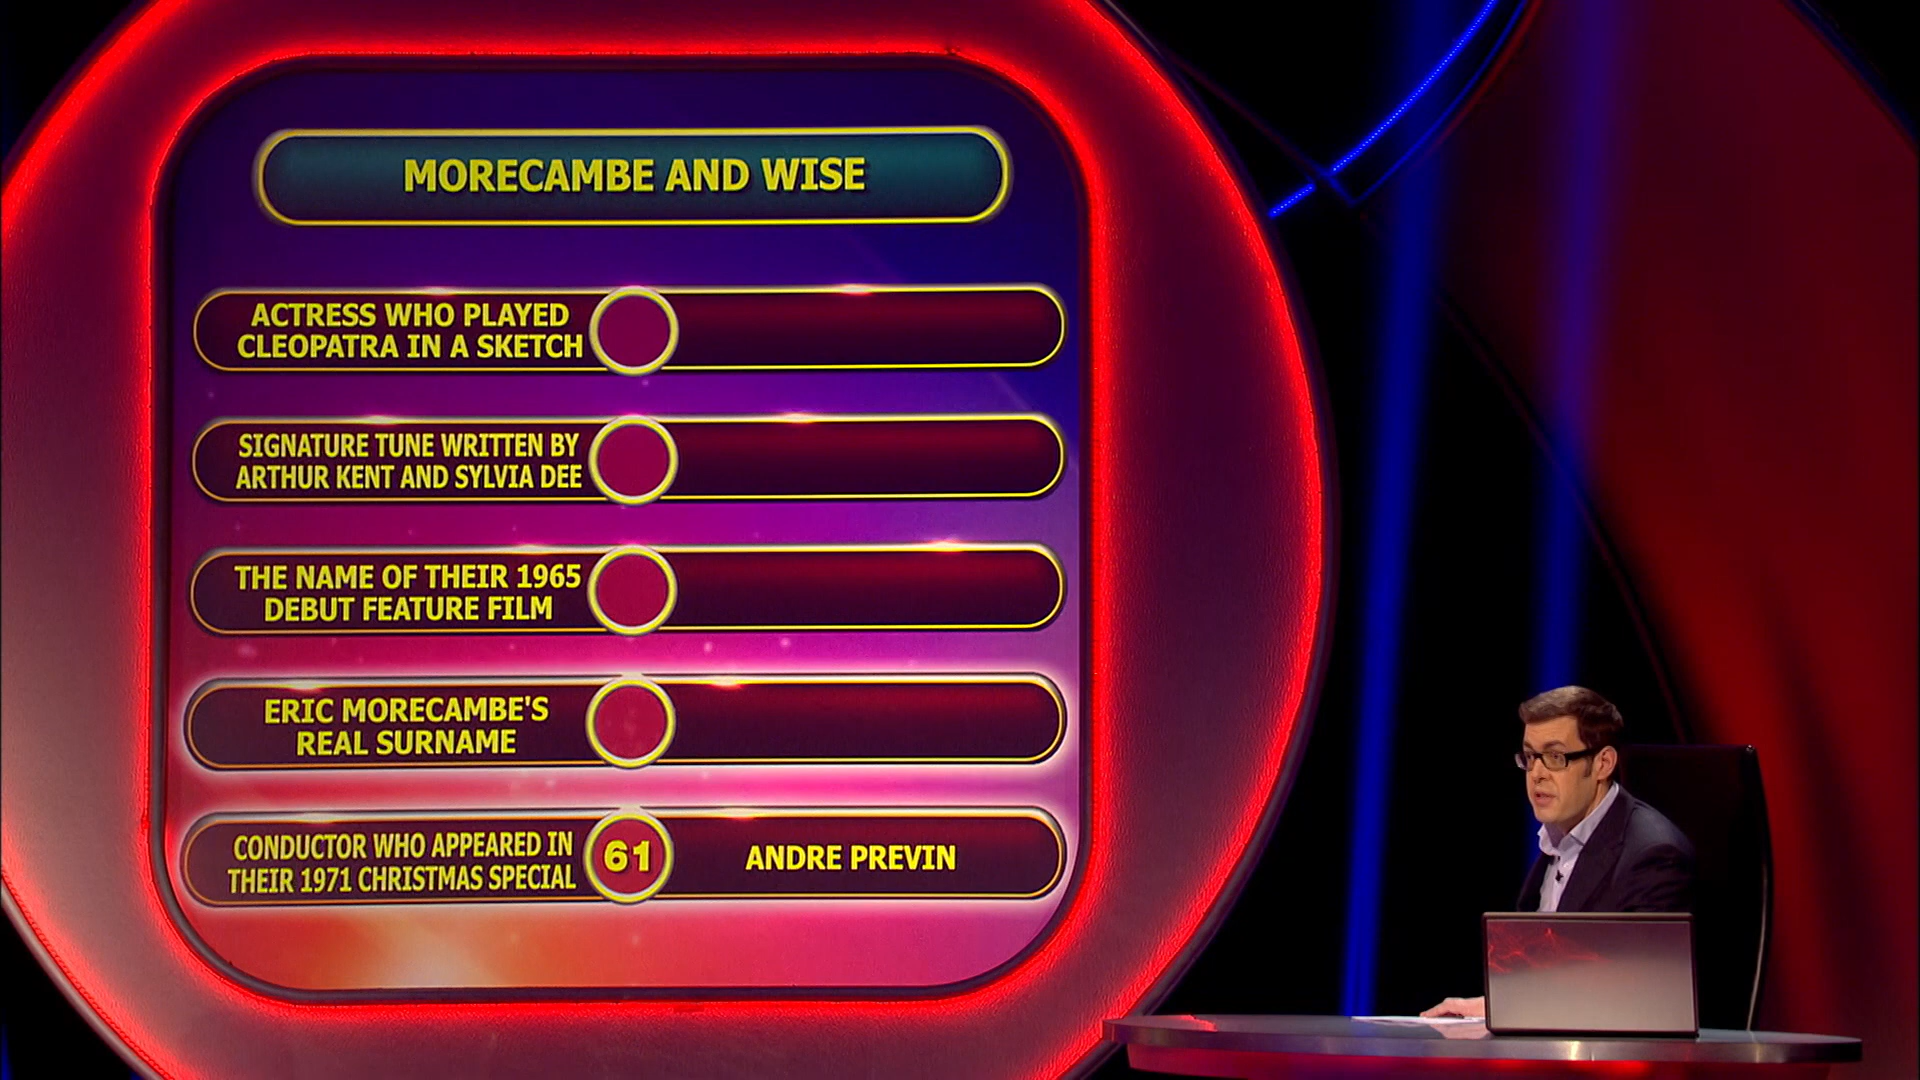 MORECAMBE AND WISE
ACTRESS WHO PLAYED
CLEOPATRA IN A SKETCH
SIGNATURE TUNE WRITTEN BY
ARTHUR KENT AND SYLVIA DEE
THE NAME OF THEIR 1965
DEBUT FEATURE FILM
ERIC MORECAMBE'S
REAL SURNAME
CONDUCTOR WHO APPEARED IN
THEIR 1971 CHRISTMAS SPECIAL
61
ANDRE PREVIN